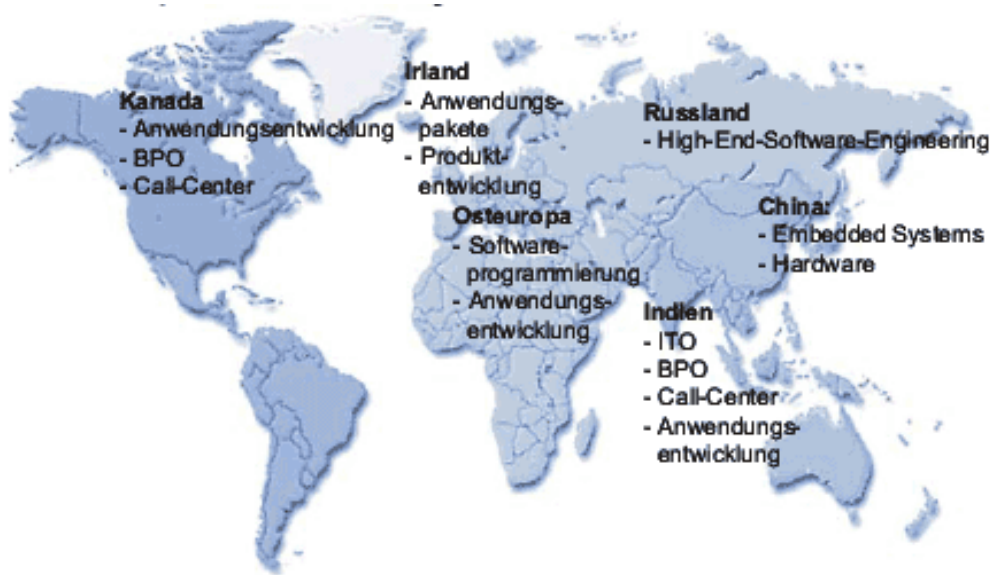 Kanada
- Anwendungsentwicklung
- BPO
- Call-Center
Irland
- Anwendungs-
pakete
- Produkt-
entwicklung
Osteuropa
- Software-
programmierung
- Anwendungs-
entwicklung
Russland
- High-End-Software-Engineering
China:
- Embedded Systems
- Hardware
Indien
- ITO
- BPO
- Call-Center
- Anwendungs-
entwicklung